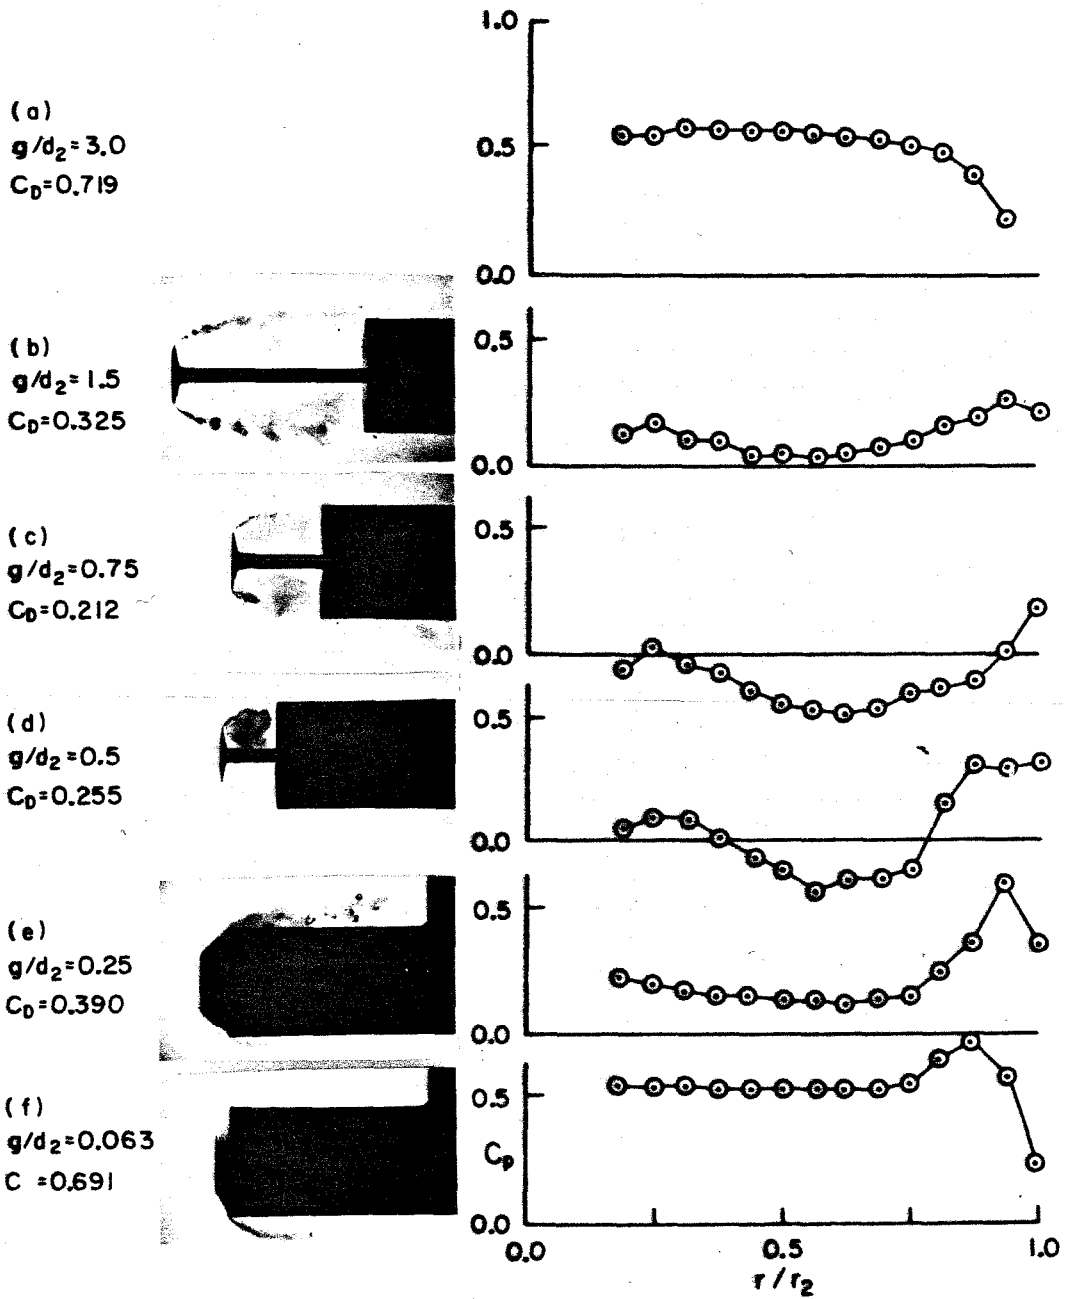 (a)
g/d₂=3.0
C_D=0.719
1.0
0.5
0.0
(b)
g/d₂=1.5
C_D=0.325
0.5
0.0
(c)
g/d₂=0.75
C_D=0.212
0.5
0.0
(d)
g/d₂=0.5
C_D=0.255
0.5
0.0
(e)
g/d₂=0.25
C_D=0.390
0.5
0.0
(f)
g/d₂=0.063
C =0.691
0.5
C_p
0.0
0.0 0.5 1.0
r/r₂